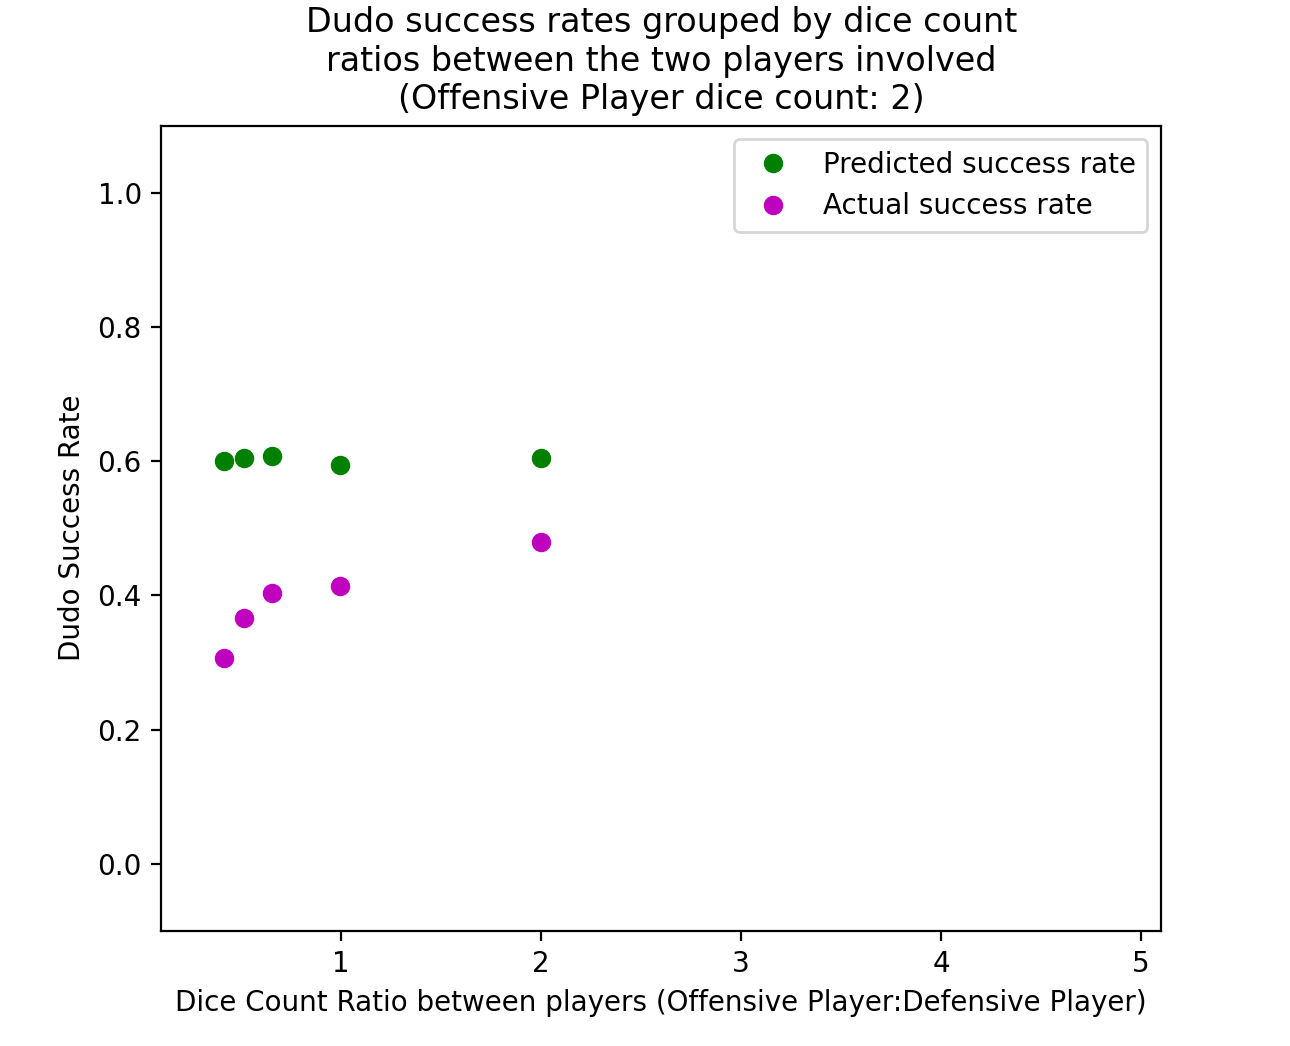 Dudo success rates grouped by dice count
ratios between the two players involved
(Offensive Player dice count: 2)
Predicted success rate
Actual success rate
1.0
0.8
0.6
0.4
0.2
0.0
Dudo Success Rate
1 2 3 4 5
Dice Count Ratio between players (Offensive Player:Defensive Player)